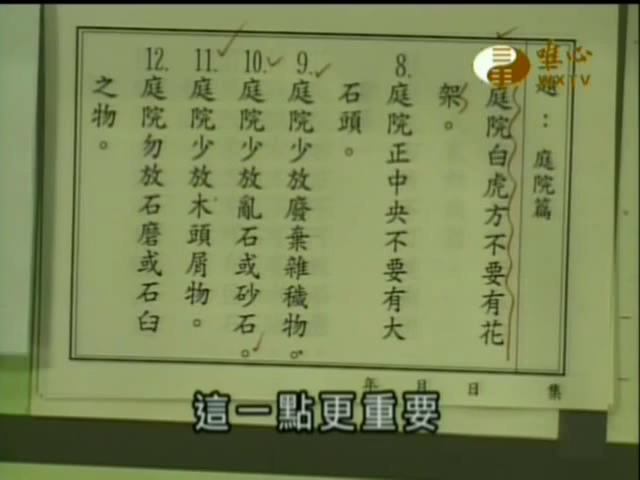 唯心
WXTV
題：庭院篇
庭院白虎方不要有花
架。
8.庭院正中央不要有大
石頭。
9.庭院少放廢棄雜穢物。
10.庭院少放亂石或砂石。
11.庭院少放木頭屑物。
12.庭院勿放石磨或石臼
之物。
年 月 日 集
這一點更重要